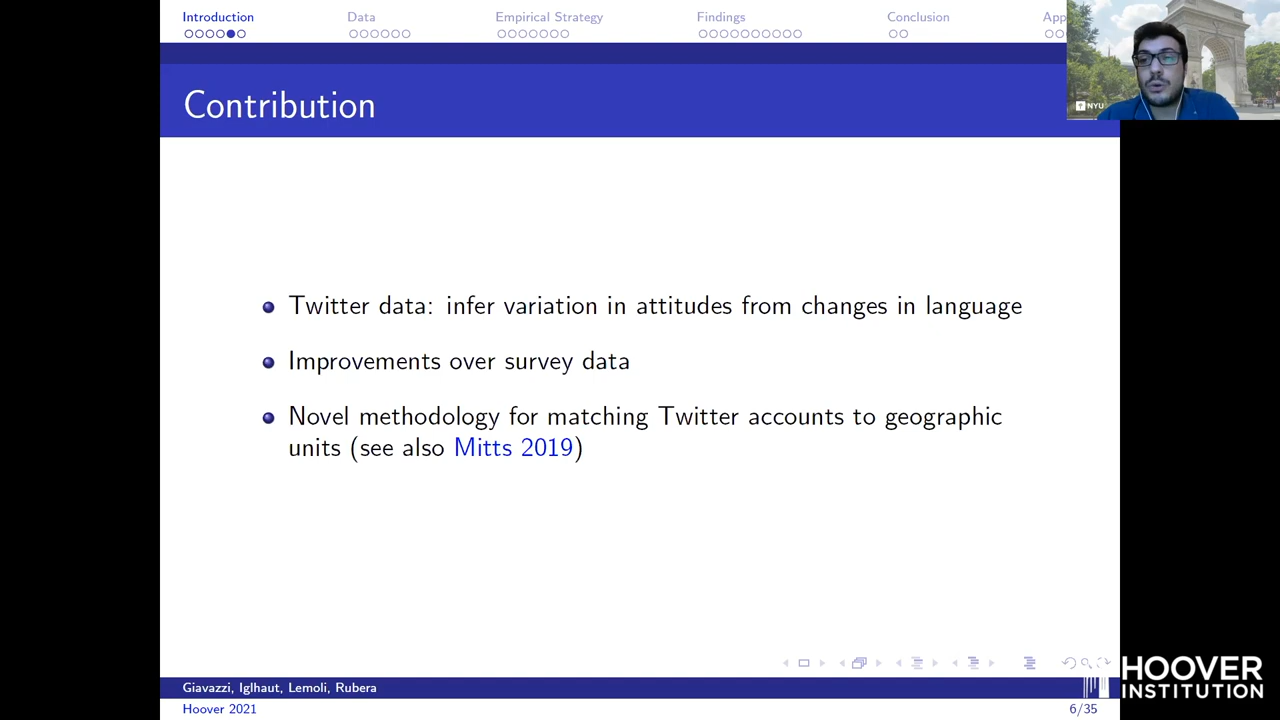 Introduction
Data
Empirical Strategy
Findings
Conclusion
App
NYU
Contribution
Twitter data: infer variation in attitudes from changes in language
Improvements over survey data
Novel methodology for matching Twitter accounts to geographic
units (see also Mitts 2019)
Giavazzi, Iglhaut, Lemoli, Rubera
Hoover 2021
6/35
HOOVER
INSTITUTION